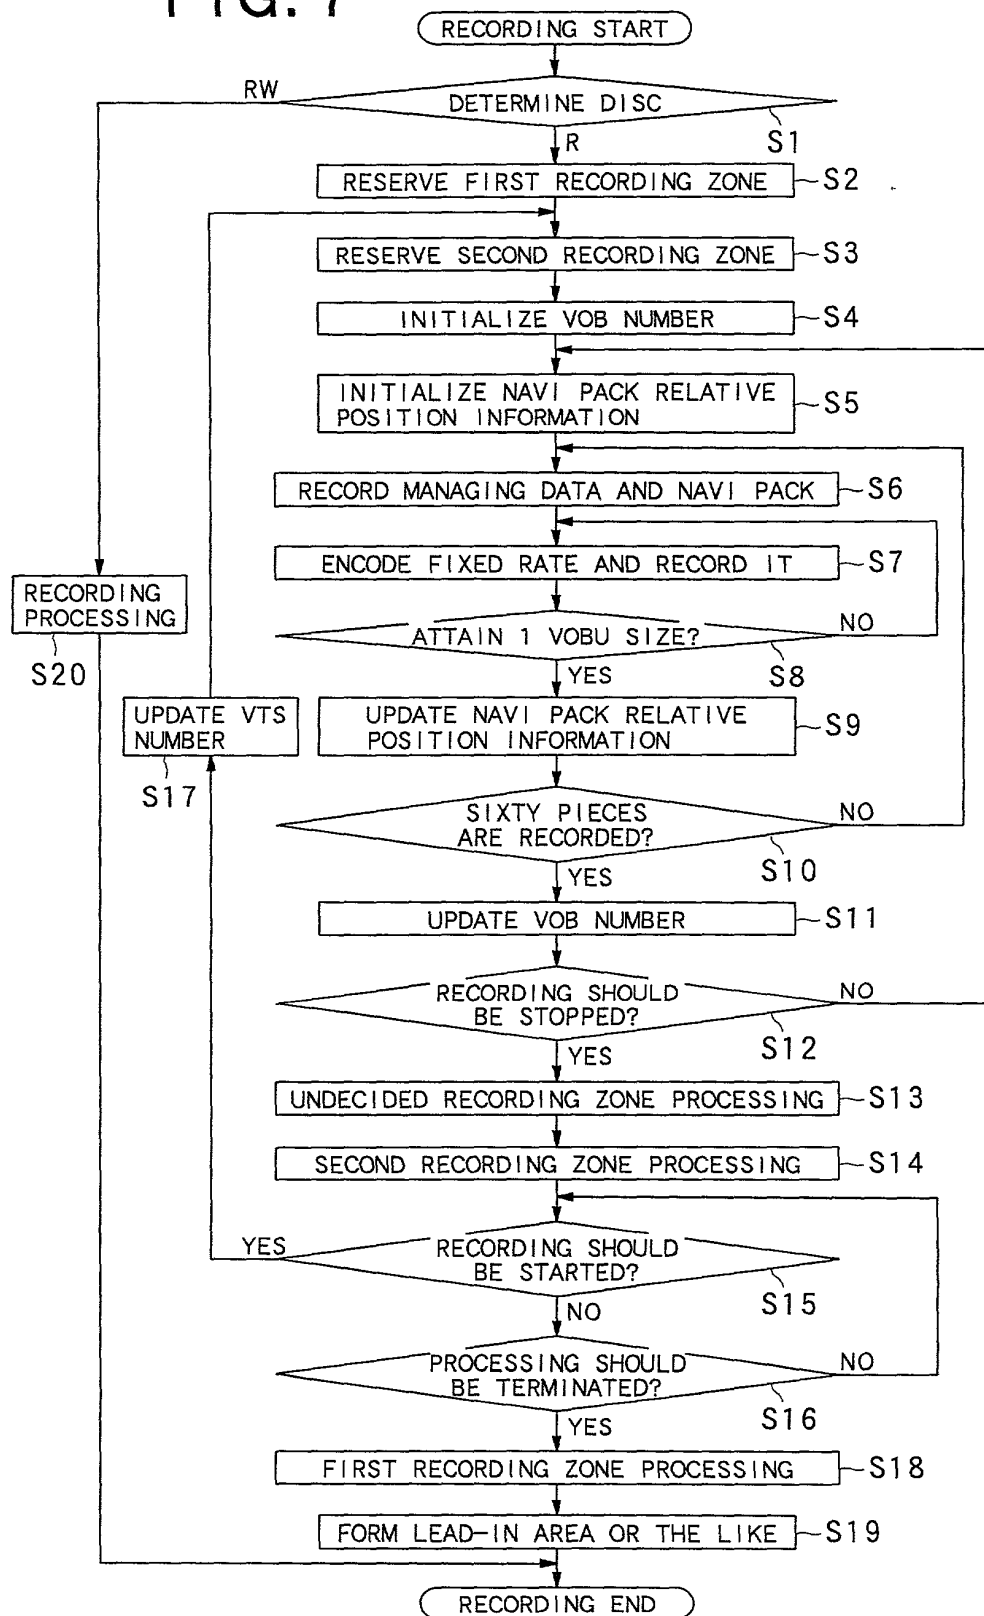 FIG. 7
RECORDING START
RW
DETERMINE DISC
S1
R
RESERVE FIRST RECORDING ZONE
S2
RESERVE SECOND RECORDING ZONE
S3
INITIALIZE VOB NUMBER
S4
INITIALIZE NAVI PACK RELATIVE
POSITION INFORMATION
S5
RECORD MANAGING DATA AND NAVI PACK
S6
ENCODE FIXED RATE AND RECORD IT
S7
RECORDING
PROCESSING
S20
ATTAIN 1 VOBU SIZE?
NO
S8
YES
UPDATE VTS
NUMBER
S17
UPDATE NAVI PACK RELATIVE
POSITION INFORMATION
S9
SIXTY PIECES
ARE RECORDED?
NO
S10
YES
UPDATE VOB NUMBER
S11
RECORDING SHOULD
BE STOPPED?
NO
S12
YES
UNDECIDED RECORDING ZONE PROCESSING
S13
SECOND RECORDING ZONE PROCESSING
S14
YES
RECORDING SHOULD
BE STARTED?
S15
NO
PROCESSING SHOULD
BE TERMINATED?
NO
S16
YES
FIRST RECORDING ZONE PROCESSING
S18
FORM LEAD-IN AREA OR THE LIKE
S19
RECORDING END